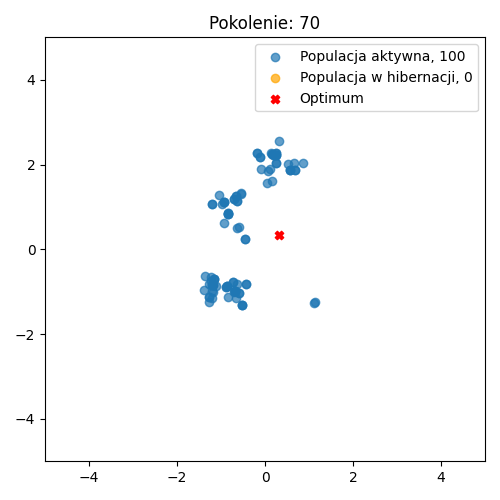 Pokolenie: 70
Populacja aktywna, 100
Populacja w hibernacji, 0
Optimum
4
2
0
−2
−4
−4 −2 0 2 4